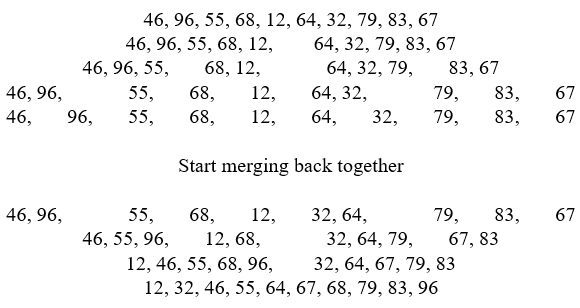 46, 96, 55, 68, 12, 64, 32, 79, 83, 67
46, 96, 55, 68, 12, 64, 32, 79, 83, 67
46, 96, 55, 68, 12, 64, 32, 79, 83, 67
46, 96, 55, 68, 12, 64, 32, 79, 83, 67
46, 96, 55, 68, 12, 64, 32, 79, 83, 67
Start merging back together
46, 96, 55, 68, 12, 32, 64, 79, 83, 67
46, 55, 96, 12, 68, 32, 64, 79, 67, 83
12, 46, 55, 68, 96, 32, 64, 67, 79, 83
12, 32, 46, 55, 64, 67, 68, 79, 83, 96